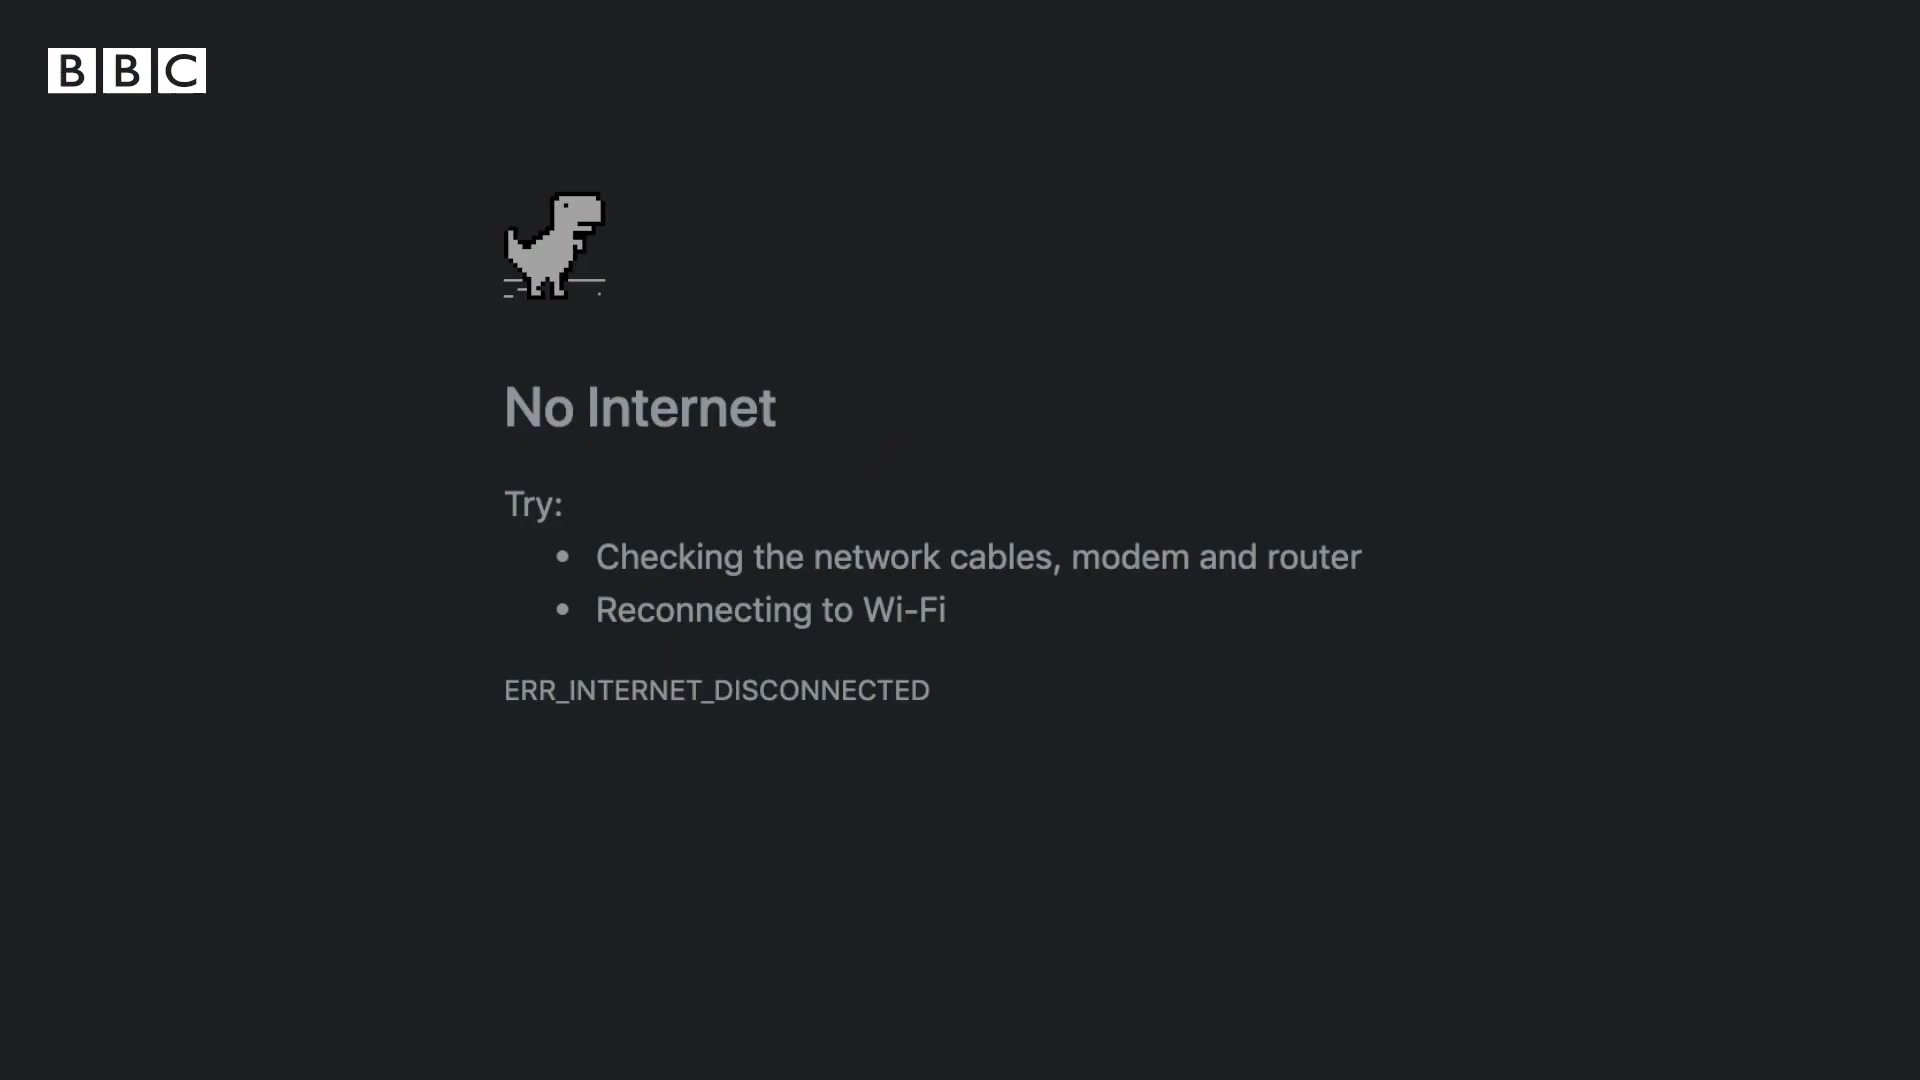 BBC
No Internet
Try:
• Checking the network cables, modem and router
• Reconnecting to Wi-Fi
ERR_INTERNET_DISCONNECTED